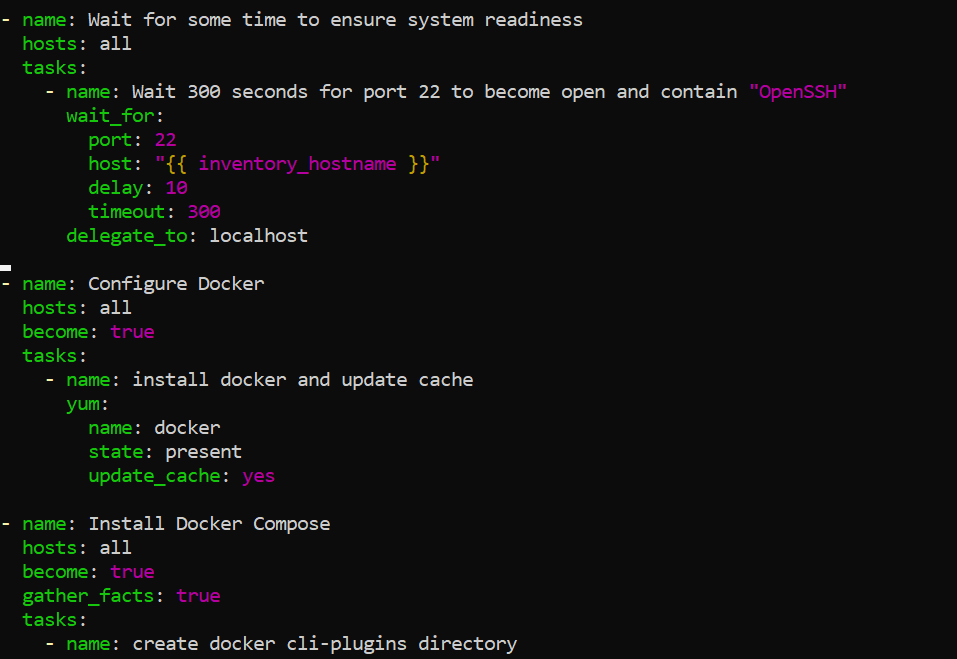 - name: Wait for some time to ensure system readiness
  hosts: all
  tasks:
    - name: Wait 300 seconds for port 22 to become open and contain "OpenSSH"
      wait_for:
        port: 22
        host: "{{ inventory_hostname }}"
        delay: 10
        timeout: 300
      delegate_to: localhost

- name: Configure Docker
  hosts: all
  become: true
  tasks:
    - name: install docker and update cache
      yum:
        name: docker
        state: present
        update_cache: yes

- name: Install Docker Compose
  hosts: all
  become: true
  gather_facts: true
  tasks:
    - name: create docker cli-plugins directory